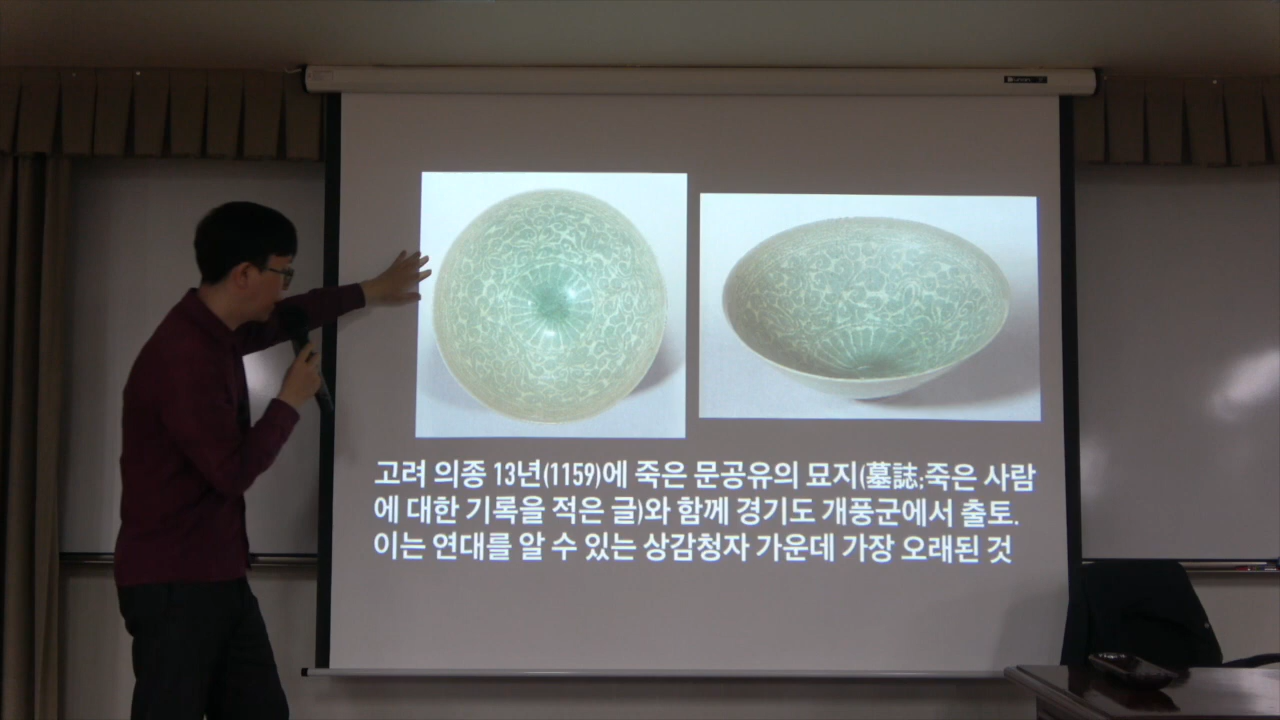 고려 의종 13년(1159)에 죽은 문공유의 묘지(墓誌;죽은 사람
에 대한 기록을 적은 글)와 함께 경기도 개풍군에서 출토.
이는 연대를 알 수 있는 상감청자 가운데 가장 오래된 것